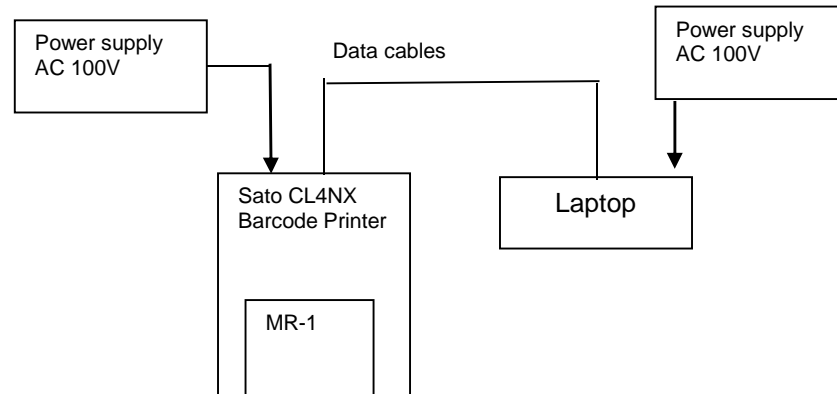 Power supply
AC 100V
Data cables
Power supply
AC 100V
Sato CL4NX
Barcode Printer
Laptop
MR-1